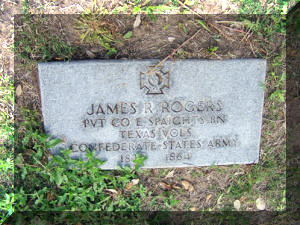 JAMES R ROGERS
PVT CO E SPAIGHTS BN
TEXAS VOLS
CONFEDERATE STATES ARMY
1864